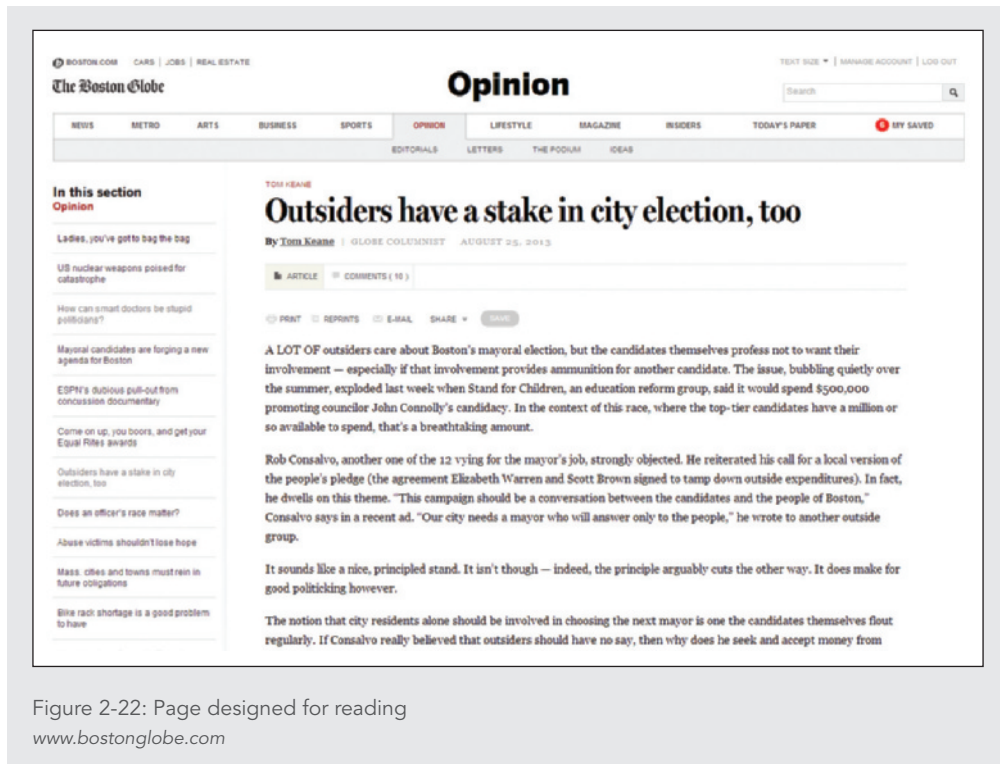 BOSTON.COM CARS | JOBS | REAL ESTATE
TEXT SIZE ▾ | MANAGE ACCOUNT | LOG OUT
The Boston Globe
Opinion
Search
NEWS METRO ARTS BUSINESS SPORTS OPINION LIFESTYLE MAGAZINE INSIDERS TODAY'S PAPER 6 MY SAVED
EDITORIALS LETTERS THE PODIUM IDEAS
In this section
Opinion
Ladies, you've got to bag the bag
US nuclear weapons poised for
catastrophe
How can smart doctors be stupid
politicians?
Mayoral candidates are forging a new
agenda for Boston
ESPN's dubious pull-out from
concussion documentary
Come on up, you boors, and get your
Equal Rites awards
Outsiders have a stake in city
election, too
Does an officer's race matter?
Abuse victims shouldn't lose hope
Mass. cities and towns must rein in
future obligations
Bike rack shortage is a good problem
to have
TOM KEANE
Outsiders have a stake in city election, too
By Tom Keane | GLOBE COLUMNIST AUGUST 25, 2013
ARTICLE COMMENTS ( 10 )
PRINT REPRINTS E-MAIL SHARE ▾ SAVE
A LOT OF outsiders care about Boston's mayoral election, but the candidates themselves profess not to want their
involvement — especially if that involvement provides ammunition for another candidate. The issue, bubbling quietly over
the summer, exploded last week when Stand for Children, an education reform group, said it would spend $500,000
promoting councilor John Connolly's candidacy. In the context of this race, where the top-tier candidates have a million or
so available to spend, that's a breathtaking amount.
Rob Consalvo, another one of the 12 vying for the mayor's job, strongly objected. He reiterated his call for a local version of
the people's pledge (the agreement Elizabeth Warren and Scott Brown signed to tamp down outside expenditures). In fact,
he dwells on this theme. “This campaign should be a conversation between the candidates and the people of Boston,”
Consalvo says in a recent ad. “Our city needs a mayor who will answer only to the people,” he wrote to another outside
group.
It sounds like a nice, principled stand. It isn't though — indeed, the principle arguably cuts the other way. It does make for
good politicking however.
The notion that city residents alone should be involved in choosing the next mayor is one the candidates themselves flout
regularly. If Consalvo really believed that outsiders should have no say, then why does he seek and accept money from
Figure 2-22: Page designed for reading
www.bostonglobe.com